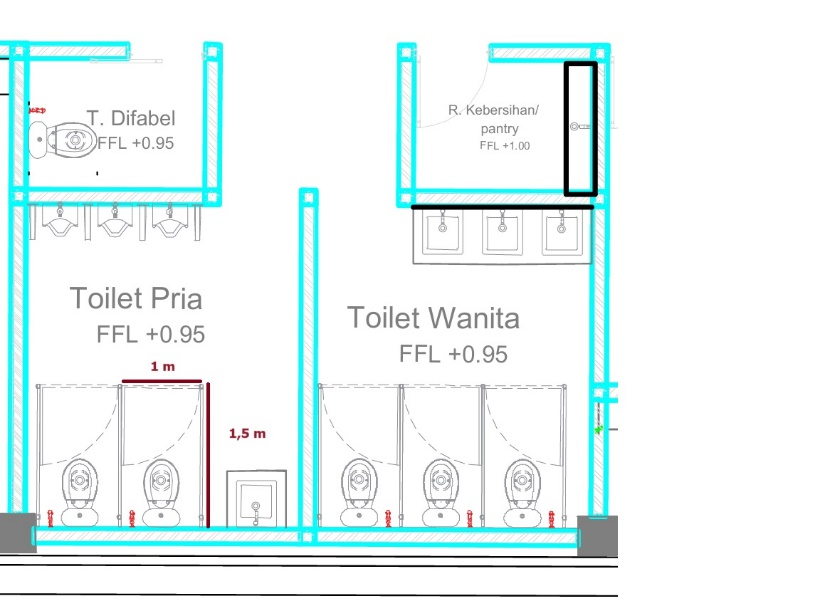 T. Difabel
FFL +0.95
R. Kebersihan/
pantry
FFL +1.00
Toilet Pria
FFL +0.95
Toilet Wanita
FFL +0.95
1 m
1,5 m